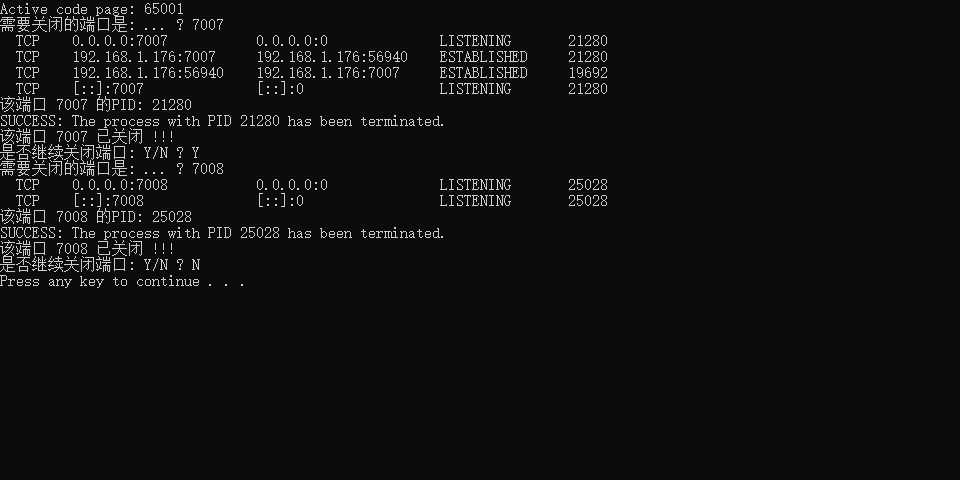 Active code page: 65001
需要关闭的端口是: ... ? 7007
TCP 0.0.0.0:7007 0.0.0.0:0 LISTENING 21280
TCP 192.168.1.176:7007 192.168.1.176:56940 ESTABLISHED 21280
TCP 192.168.1.176:56940 192.168.1.176:7007 ESTABLISHED 19692
TCP [::]:7007 [::]:0 LISTENING 21280
该端口 7007 的PID: 21280
SUCCESS: The process with PID 21280 has been terminated.
该端口 7007 已关闭 !!!
是否继续关闭端口: Y/N ? Y
需要关闭的端口是: ... ? 7008
TCP 0.0.0.0:7008 0.0.0.0:0 LISTENING 25028
TCP [::]:7008 [::]:0 LISTENING 25028
该端口 7008 的PID: 25028
SUCCESS: The process with PID 25028 has been terminated.
该端口 7008 已关闭 !!!
是否继续关闭端口: Y/N ? N
Press any key to continue . . .